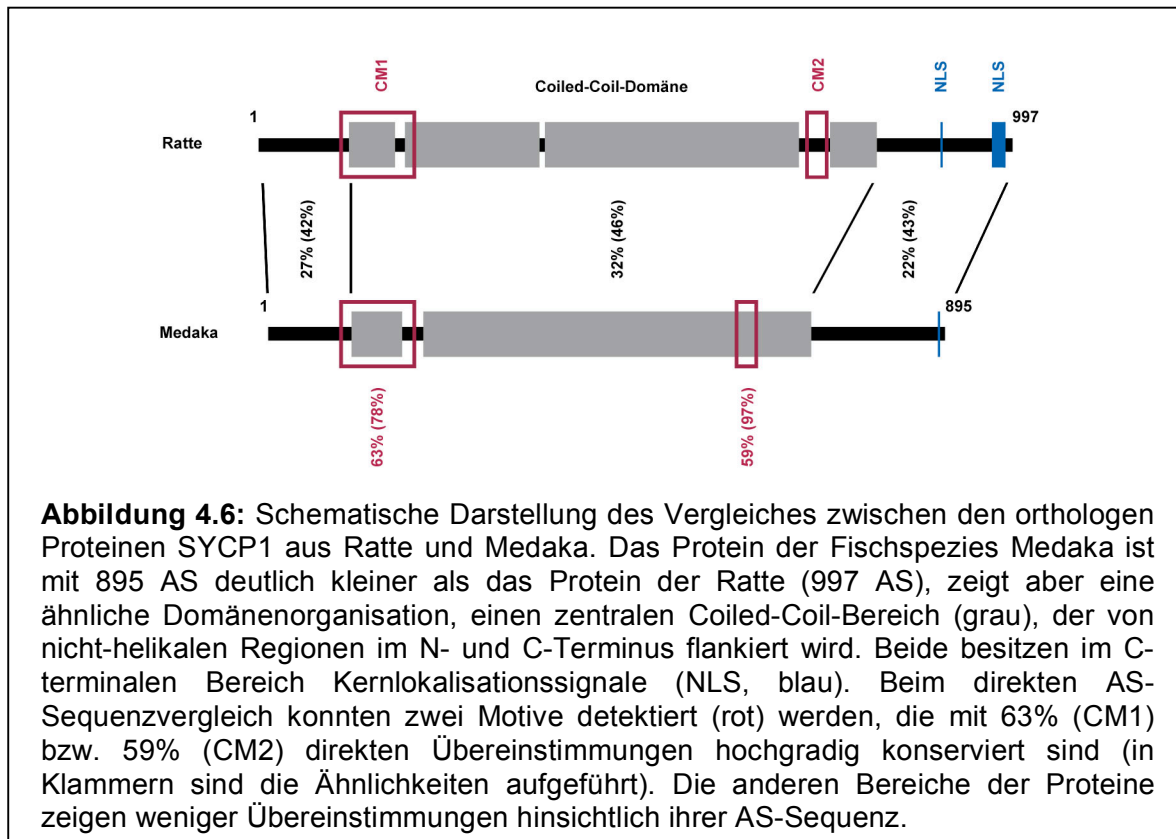 CM1
Coiled-Coil-Domäne
CM2
NLS
NLS
1
997
Ratte
27% (42%)
32% (46%)
22% (43%)
1
895
Medaka
63% (78%)
59% (97%)
Abbildung 4.6: Schematische Darstellung des Vergleiches zwischen den orthologen
Proteinen SYCP1 aus Ratte und Medaka. Das Protein der Fischspezies Medaka ist
mit 895 AS deutlich kleiner als das Protein der Ratte (997 AS), zeigt aber eine
ähnliche Domänenorganisation, einen zentralen Coiled-Coil-Bereich (grau), der von
nicht-helikalen Regionen im N- und C-Terminus flankiert wird. Beide besitzen im C-
terminalen Bereich Kernlokalisationssignale (NLS, blau). Beim direkten AS-
Sequenzvergleich konnten zwei Motive detektiert (rot) werden, die mit 63% (CM1)
bzw. 59% (CM2) direkten Übereinstimmungen hochgradig konserviert sind (in
Klammern sind die Ähnlichkeiten aufgeführt). Die anderen Bereiche der Proteine
zeigen weniger Übereinstimmungen hinsichtlich ihrer AS-Sequenz.